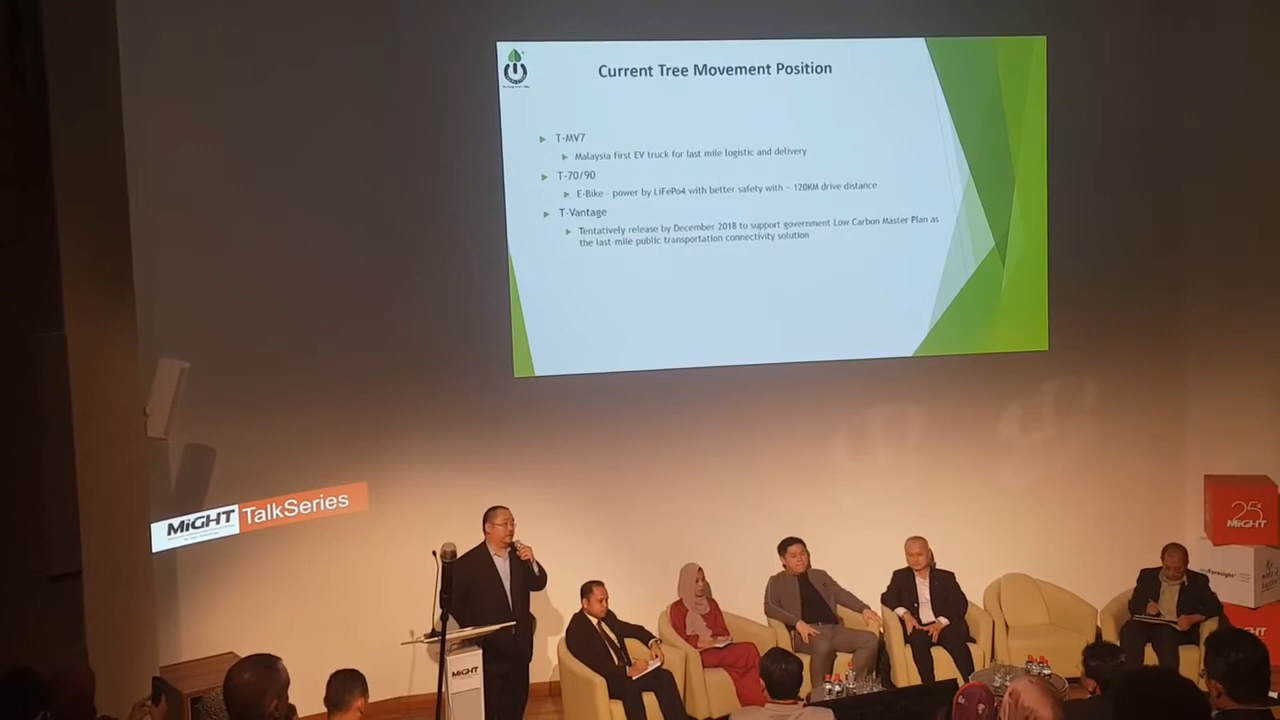 Current Tree Movement Position
T-MV7
Malaysia first EV truck for last mile logistic and delivery
T-70/90
E-Bike - power by LiFePo4 with better safety with ~ 120KM drive distance
T-Vantage
Tentatively release by December 2018 to support government Low Carbon Master Plan as
the last-mile public transportation connectivity solution
MiGHT TalkSeries
25
MiGHT
MiGHT
myForesight
MiGHT